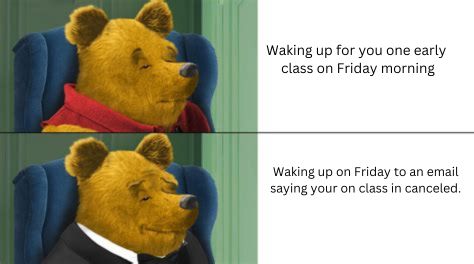 Waking up for you one early
class on Friday morning
Waking up on Friday to an email
saying your on class in canceled.